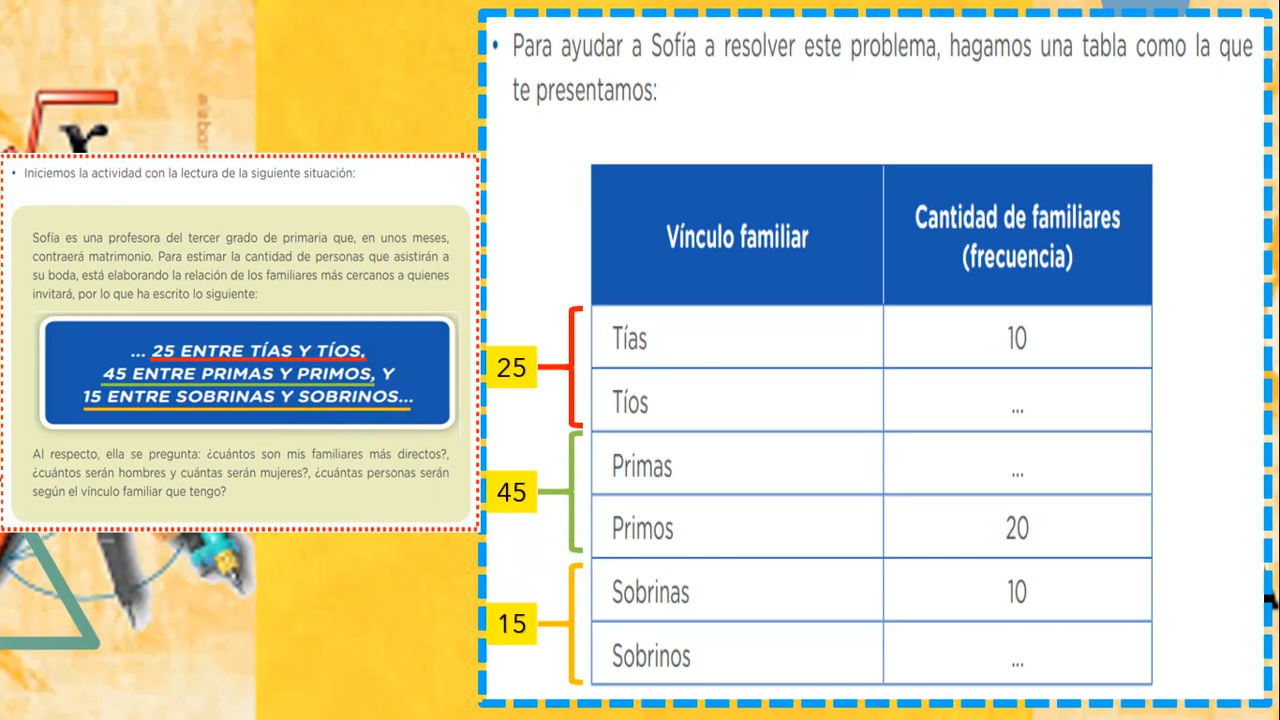 • Iniciemos la actividad con la lectura de la siguiente situación:
Sofía es una profesora del tercer grado de primaria que, en unos meses,
contraerá matrimonio. Para estimar la cantidad de personas que asistirán a
su boda, está elaborando la relación de los familiares más cercanos a quienes
invitará, por lo que ha escrito lo siguiente:
... 25 ENTRE TÍAS Y TÍOS,
45 ENTRE PRIMAS Y PRIMOS, Y
15 ENTRE SOBRINAS Y SOBRINOS...
Al respecto, ella se pregunta: ¿cuántos son mis familiares más directos?,
¿cuántos serán hombres y cuántas serán mujeres?, ¿cuántas personas serán
según el vínculo familiar que tengo?
• Para ayudar a Sofía a resolver este problema, hagamos una tabla como la que
te presentamos:
Vínculo familiar
Cantidad de familiares
(frecuencia)
25
Tías 10
Tíos ...
45
Primas ...
Primos 20
15
Sobrinas 10
Sobrinos ...